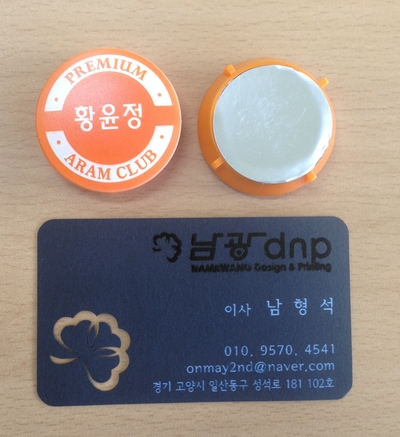 PREMIUM
황윤정
ARAM CLUB
남광dnp
NAMKWANG Design & Printing
이사 남형석
010. 9570. 4541
onmay2nd@naver.com
경기 고양시 일산동구 성석로 181 102호